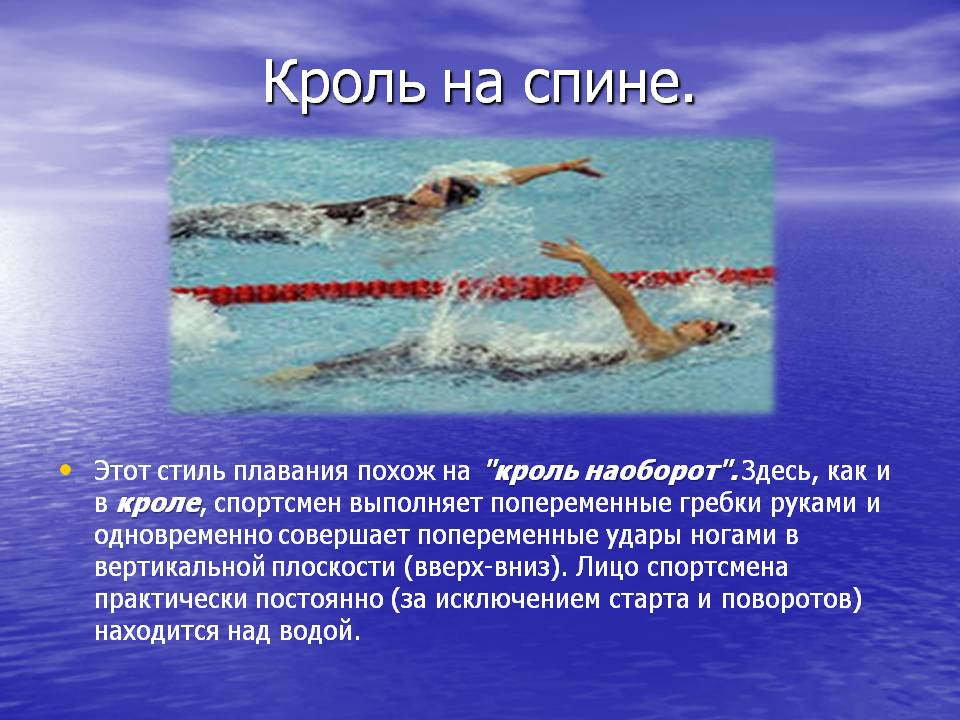 Кроль на спине.
• Этот стиль плавания похож на "кроль наоборот". Здесь, как и
в кроле, спортсмен выполняет попеременные гребки руками и
одновременно совершает попеременные удары ногами в
вертикальной плоскости (вверх-вниз). Лицо спортсмена
практически постоянно (за исключением старта и поворотов)
находится над водой.